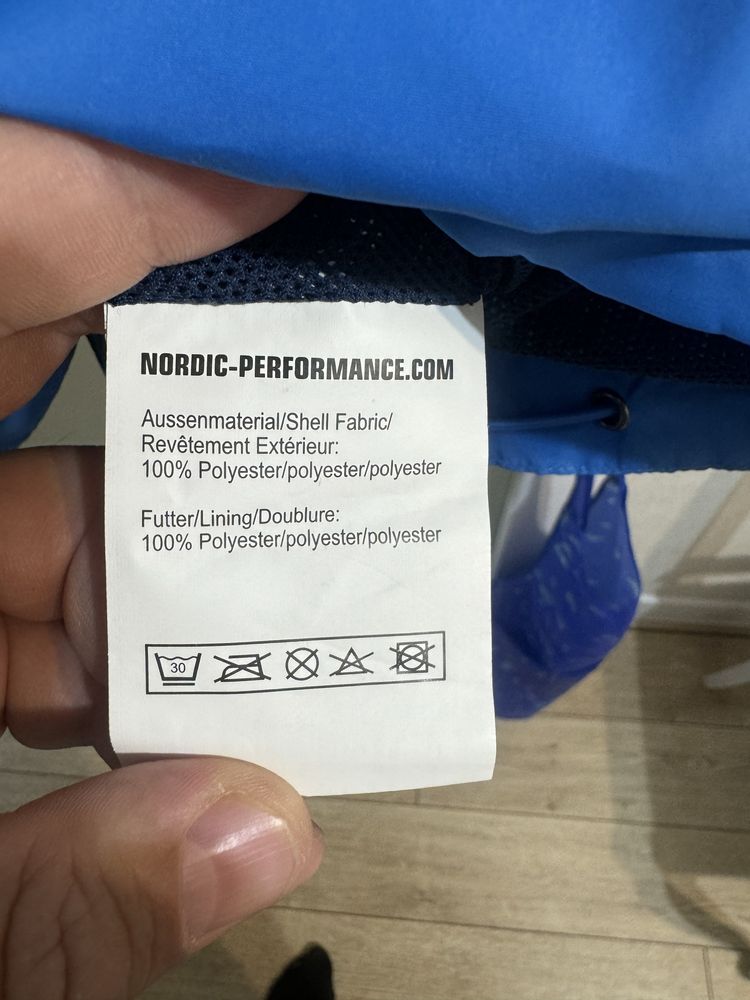 NORDIC-PERFORMANCE.COM
Aussenmaterial/Shell Fabric/
Revêtement Extérieur:
100% Polyester/polyester/polyester
Futter/Lining/Doublure:
100% Polyester/polyester/polyester
30